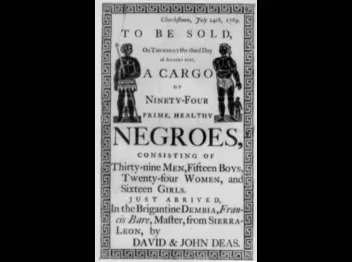 Charlestown, July 24th, 1769.
TO BE SOLD,
On THURSDAY the third Day
of AUGUST next,
A CARGO
OF
NINETY-FOUR
PRIME, HEALTHY
NEGROES,
CONSISTING OF
Thirty-nine MEN, Fifteen BOYS,
Twenty-four WOMEN, and
Sixteen GIRLS.
JUST ARRIVED,
In the Brigantine DEMBIA, Fran-
cis Bare, Master, from SIERRA-
LEON, by
DAVID & JOHN DEAS.